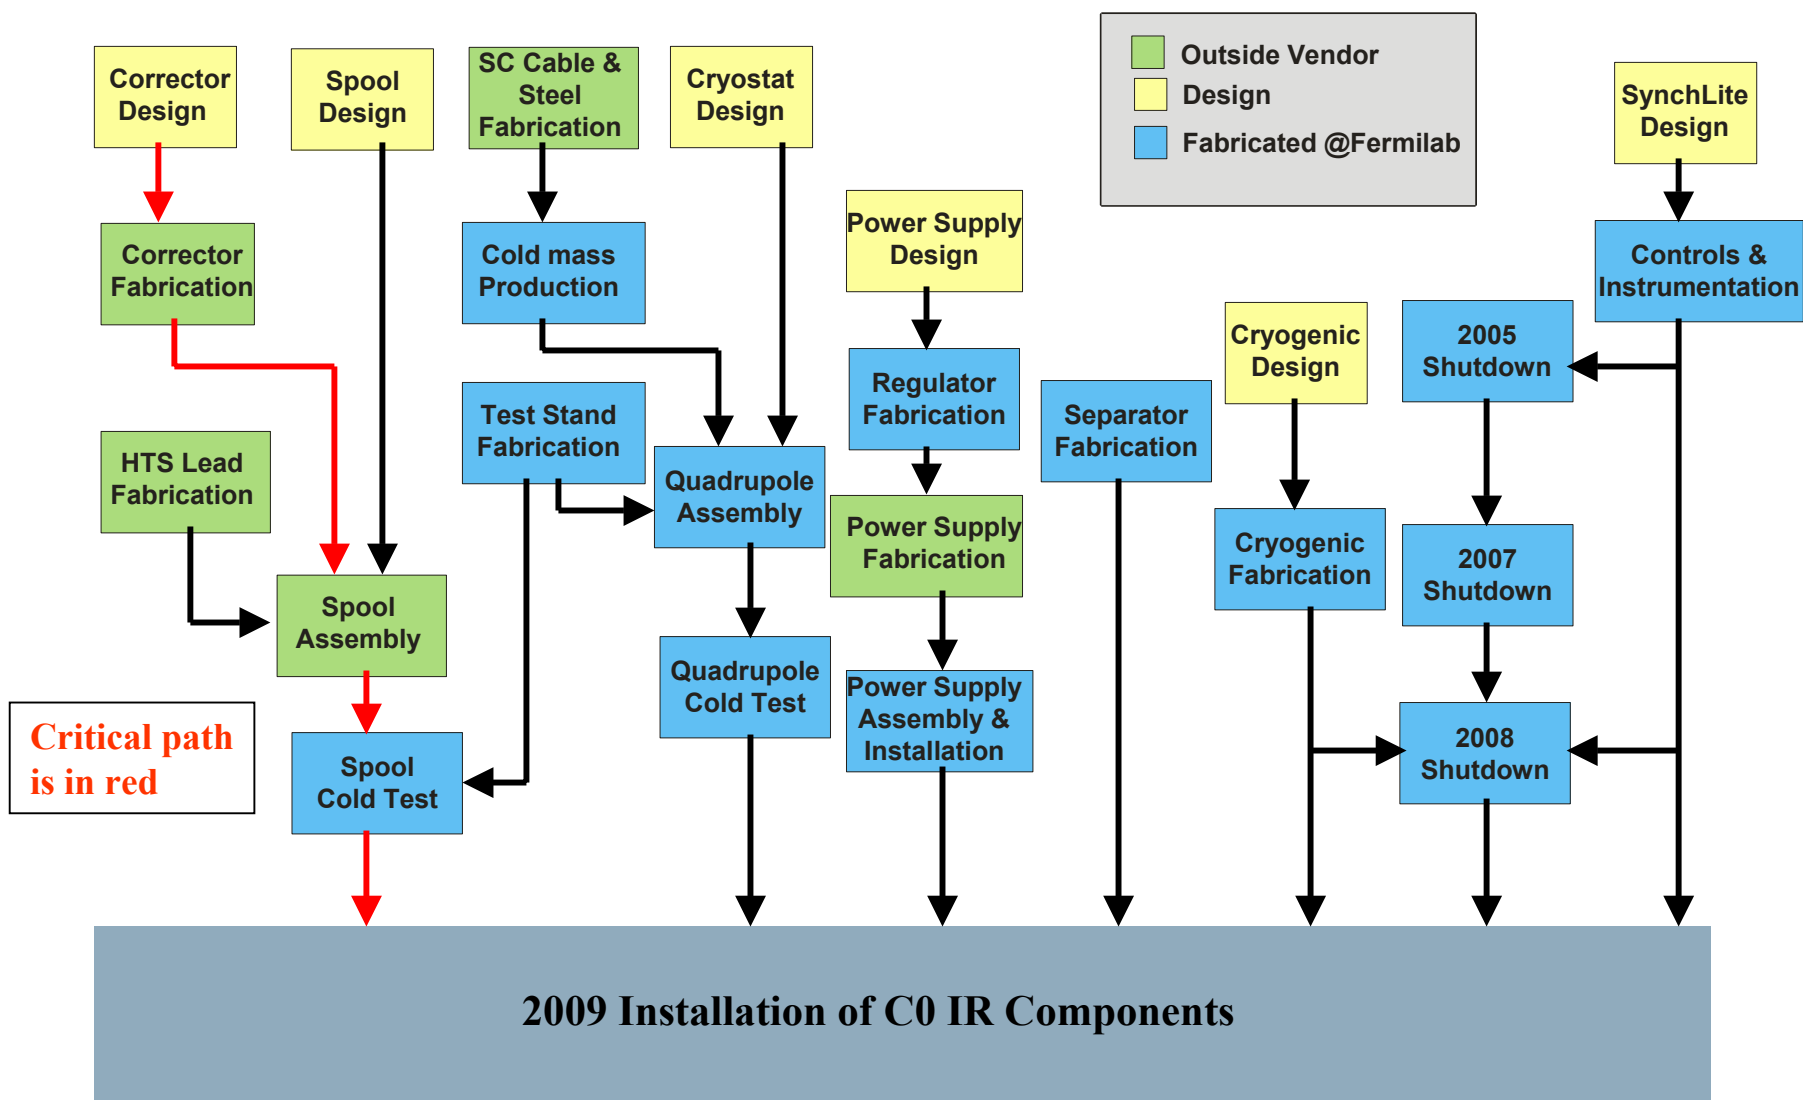 Corrector
Design
Spool
Design
SC Cable &
Steel
Fabrication
Cryostat
Design
Outside Vendor
Design
Fabricated @Fermilab
SynchLite
Design
Corrector
Fabrication
Cold mass
Production
Power Supply
Design
Controls &
Instrumentation
HTS Lead
Fabrication
Test Stand
Fabrication
Quadrupole
Assembly
Regulator
Fabrication
Separator
Fabrication
Cryogenic
Design
2005
Shutdown
Spool
Assembly
Power Supply
Fabrication
Cryogenic
Fabrication
2007
Shutdown
Critical path
is in red
Spool
Cold Test
Quadrupole
Cold Test
Power Supply
Assembly &
Installation
2008
Shutdown
2009 Installation of C0 IR Components